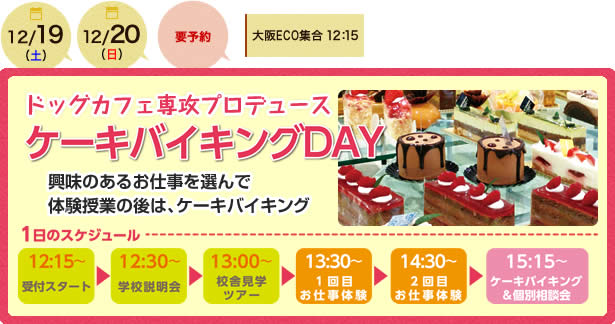 12/19
(土)
12/20
(日)
要予約
大阪ECO集合 12:15
ドッグカフェ専攻プロデュース
ケーキバイキングDAY
興味のあるお仕事を選んで
体験授業の後は、ケーキバイキング
1日のスケジュール
12:15〜
受付スタート
12:30〜
学校説明会
13:00〜
校舎見学
ツアー
13:30〜
1回目
お仕事体験
14:30〜
2回目
お仕事体験
15:15〜
ケーキバイキング
&個別相談会